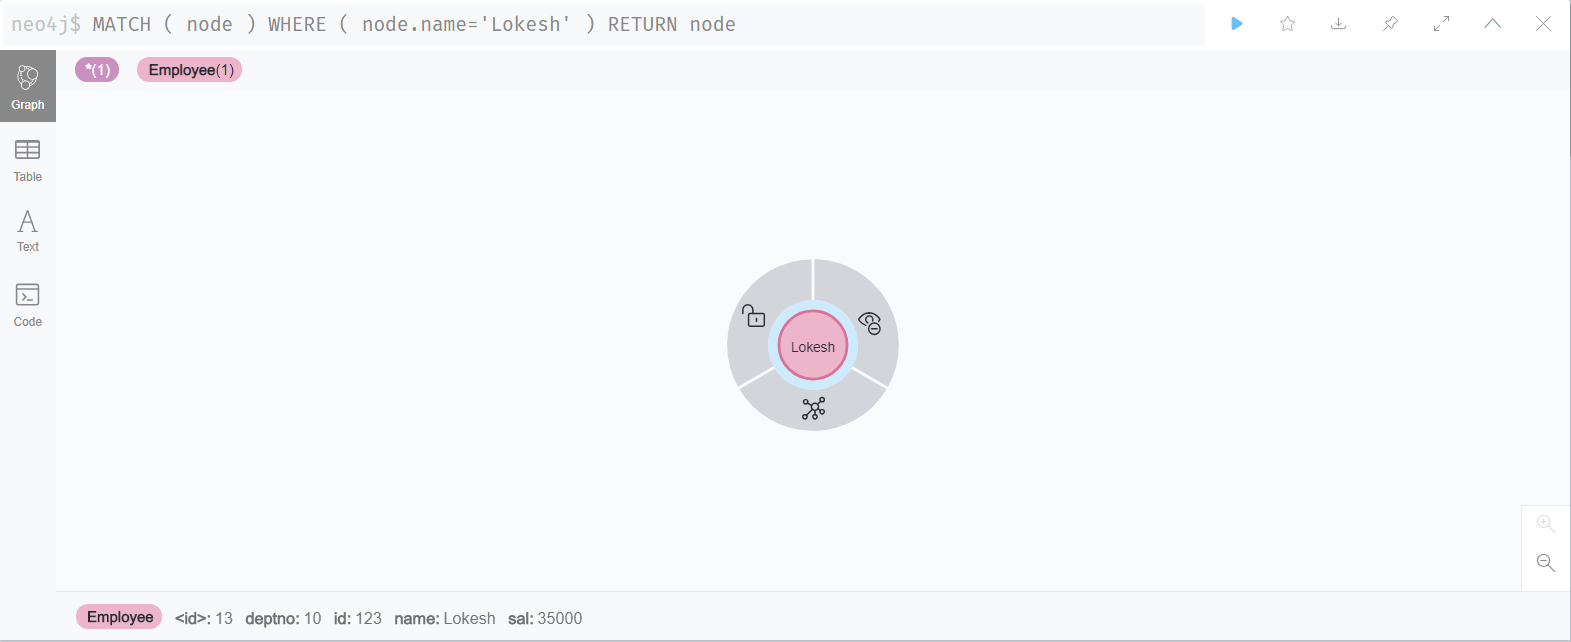 neo4j$ MATCH ( node ) WHERE ( node.name='Lokesh' ) RETURN node
*(1) Employee(1)
Graph
Table
Text
Code
Lokesh
Employee <id>: 13 deptno: 10 id: 123 name: Lokesh sal: 35000